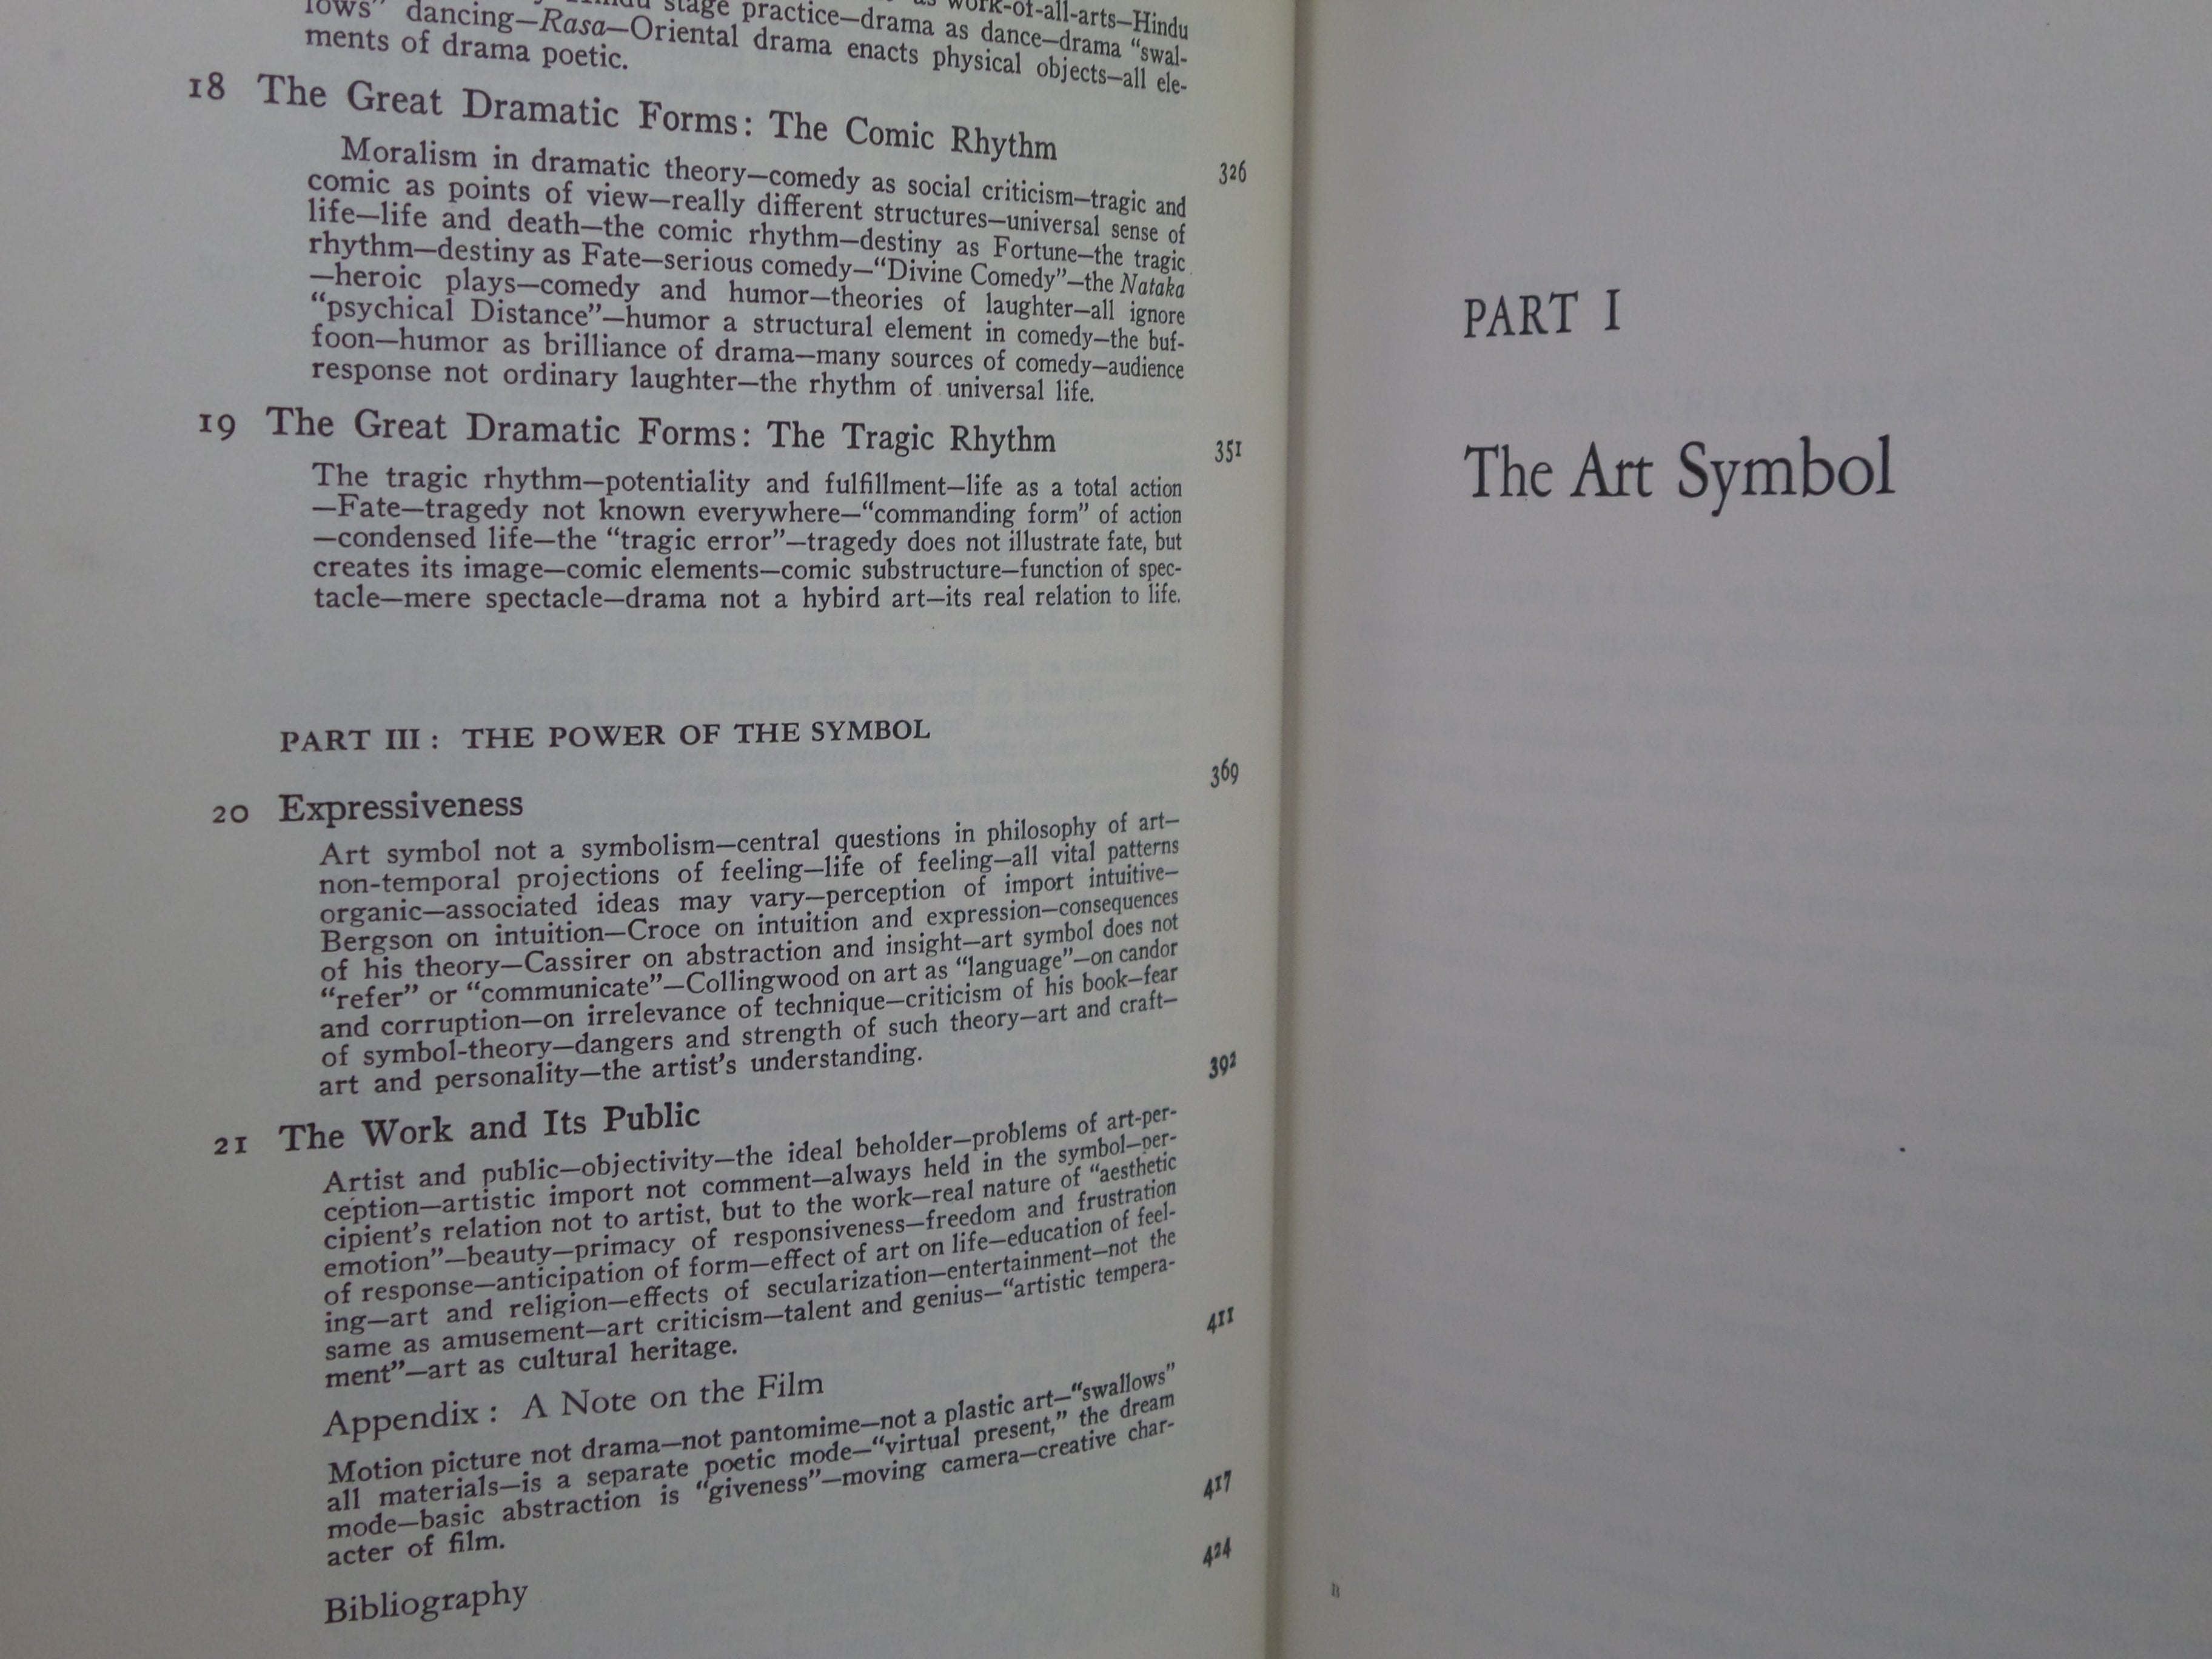 stage practice—drama as dance—drama "swal-
lows" dancing—Rasa—Oriental drama enacts physical objects—all ele-
ments of drama poetic.
18 The Great Dramatic Forms: The Comic Rhythm 326
Moralism in dramatic theory—comedy as social criticism—tragic and
comic as points of view—really different structures—universal sense of
life—life and death—the comic rhythm—destiny as Fortune—the tragic
rhythm—destiny as Fate—serious comedy—"Divine Comedy"—the Nataka
—heroic plays—comedy and humor—theories of laughter—all ignore
"psychical Distance"—humor a structural element in comedy—the buf-
foon—humor as brilliance of drama—many sources of comedy—audience
response not ordinary laughter—the rhythm of universal life.
19 The Great Dramatic Forms: The Tragic Rhythm 351
The tragic rhythm—potentiality and fulfillment—life as a total action
—Fate—tragedy not known everywhere—"commanding form" of action
—condensed life—the "tragic error"—tragedy does not illustrate fate, but
creates its image—comic elements—comic substructure—function of spec-
tacle—mere spectacle—drama not a hybird art—its real relation to life.
PART III: THE POWER OF THE SYMBOL
20 Expressiveness 369
Art symbol not a symbolism—central questions in philosophy of art—
non-temporal projections of feeling—life of feeling—all vital patterns
organic—associated ideas may vary—perception of import intuitive—
Bergson on intuition—Croce on intuition and expression—consequences
of his theory—Cassirer on abstraction and insight—art symbol does not
"refer" or "communicate"—Collingwood on art as "language"—on candor
and corruption—on irrelevance of technique—criticism of his book—fear
of symbol-theory—dangers and strength of such theory—art and craft—
art and personality—the artist's understanding.
21 The Work and Its Public 392
Artist and public—objectivity—the ideal beholder—problems of art-per-
ception—artistic import not comment—always held in the symbol—per-
cipient's relation not to artist, but to the work—real nature of "aesthetic
emotion"—beauty—primacy of responsiveness—freedom and frustration
of response—anticipation of form—effect of art on life—education of feel-
ing—art and religion—effects of secularization—entertainment—not the
same as amusement—art criticism—talent and genius—"artistic tempera-
ment"—art as cultural heritage.
Appendix: A Note on the Film 411
Motion picture not drama—not pantomime—not a plastic art—"swallows"
all materials—is a separate poetic mode—"virtual present," the dream
mode—basic abstraction is "giveness"—moving camera—creative char-
acter of film.
417
Bibliography 424
PART I
The Art Symbol
B